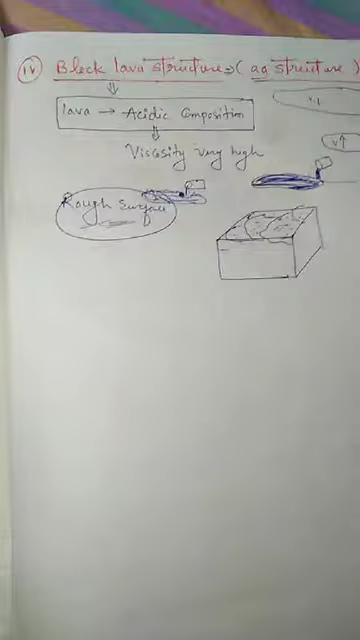 iv) Block lava structure:⇒ (aa structure)
lava → Acidic Composition
Viscosity very high
v↓
v↑
Rough Surface